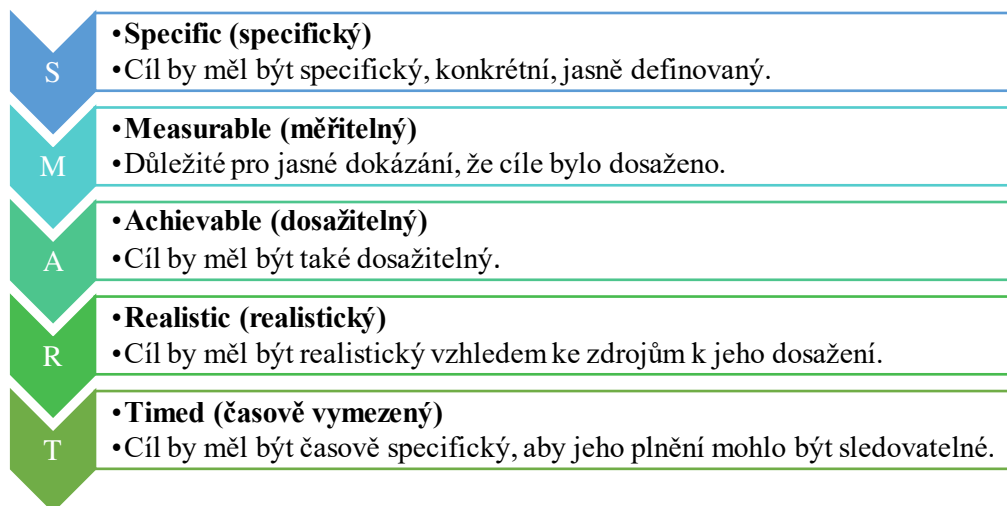 S
•Specific (specifický)
•Cíl by měl být specifický, konkrétní, jasně definovaný.
M
•Measurable (měřitelný)
•Důležité pro jasné dokázání, že cíle bylo dosaženo.
A
•Achievable (dosažitelný)
•Cíl by měl být také dosažitelný.
R
•Realistic (realistický)
•Cíl by měl být realistický vzhledem ke zdrojům k jeho dosažení.
T
•Timed (časově vymezený)
•Cíl by měl být časově specifický, aby jeho plnění mohlo být sledovatelné.